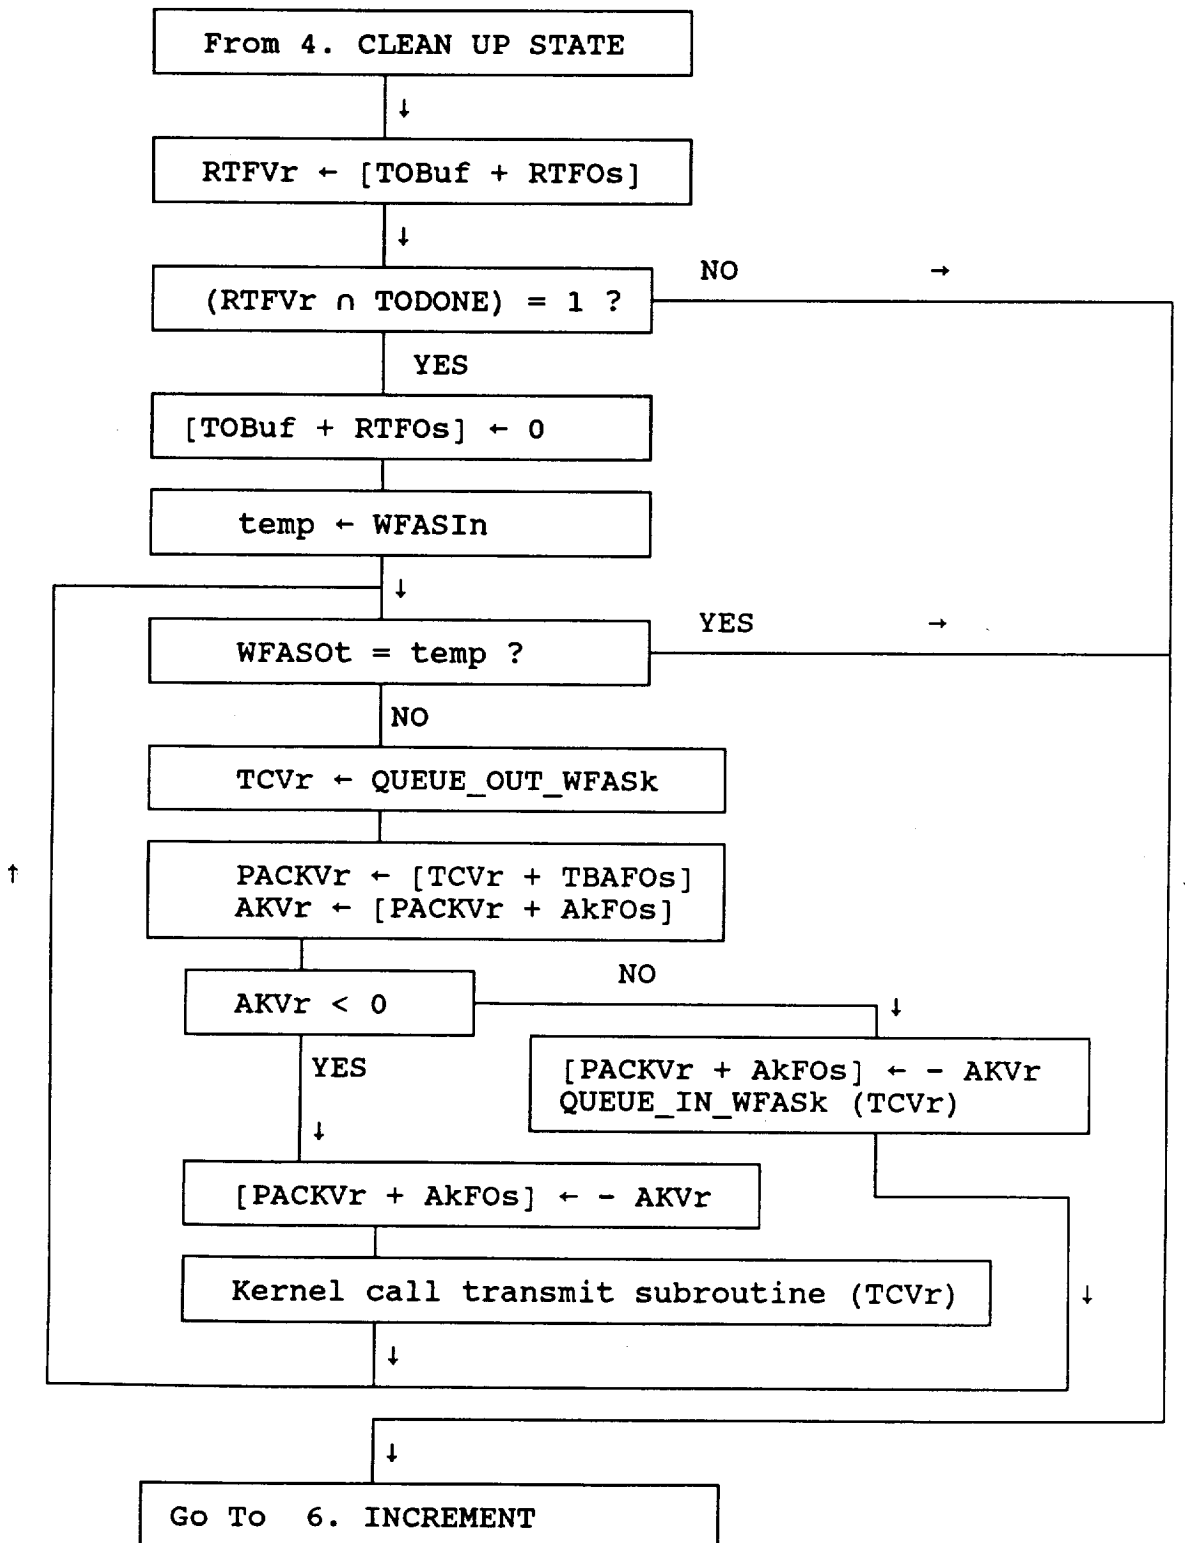 From 4. CLEAN UP STATE
↓
RTFVr ← [TOBuf + RTFOs]
↓
NO →
(RTFVr ∩ TODONE) = 1 ?
YES
[TOBuf + RTFOs] ← 0
temp ← WFASIn
↓
YES →
WFASOt = temp ?
NO
TCVr ← QUEUE_OUT_WFASk
↑
PACKVr ← [TCVr + TBAFOs]
AKVr ← [PACKVr + AkFOs]
NO
AKVr < 0
↓
YES
[PACKVr + AkFOs] ← - AKVr
QUEUE_IN_WFASk (TCVr)
↓
[PACKVr + AkFOs] ← - AKVr
Kernel call transmit subroutine (TCVr)
↓
↓
↓
Go To 6. INCREMENT